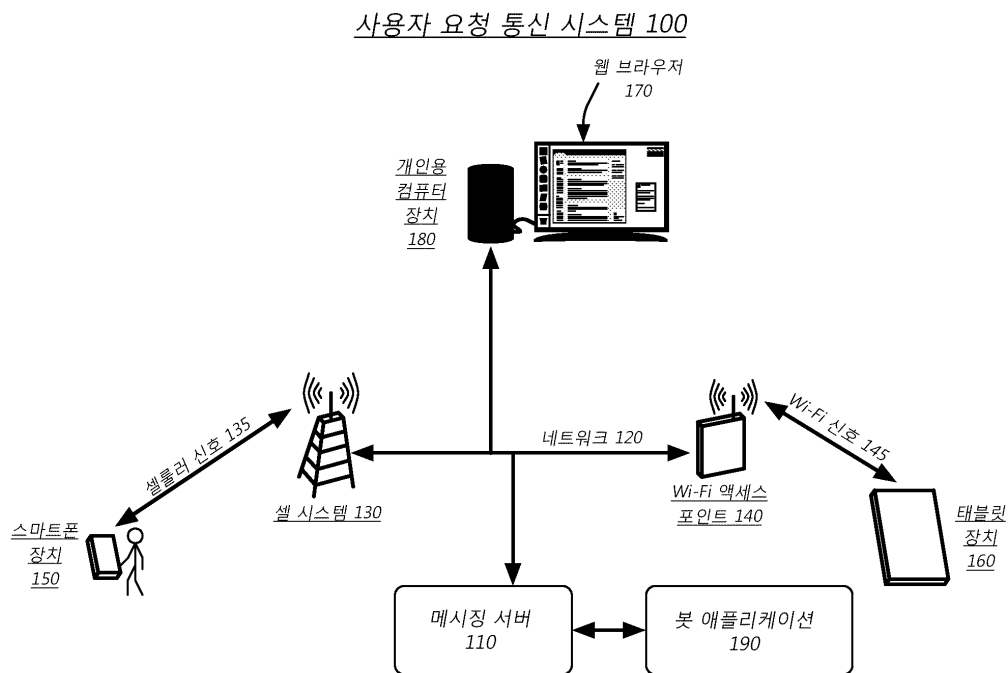 사용자 요청 통신 시스템 100
웹 브라우저
170
개인용
컴퓨터
장치
180
셀룰러 신호 135
네트워크 120
Wi-Fi 신호 145
셀 시스템 130
Wi-Fi 액세스
포인트 140
스마트폰
장치
150
태블릿
장치
160
메시징 서버
110
봇 애플리케이션
190